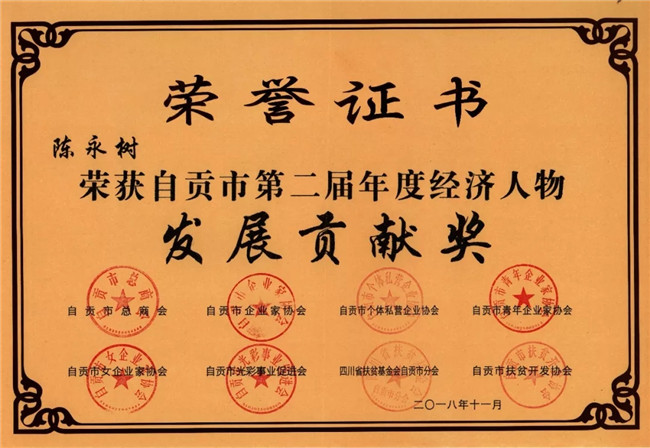 荣誉证书
陈永树
荣获自贡市第二届年度经济人物
发展贡献奖
自贡市总商会 自贡市企业家协会 自贡市个体私营企业协会 自贡市青年企业家协会
自贡市女企业家协会 自贡市光彩事业促进会 四川省扶贫基金会自贡市分会 自贡市扶贫开发协会
二〇一八年十一月